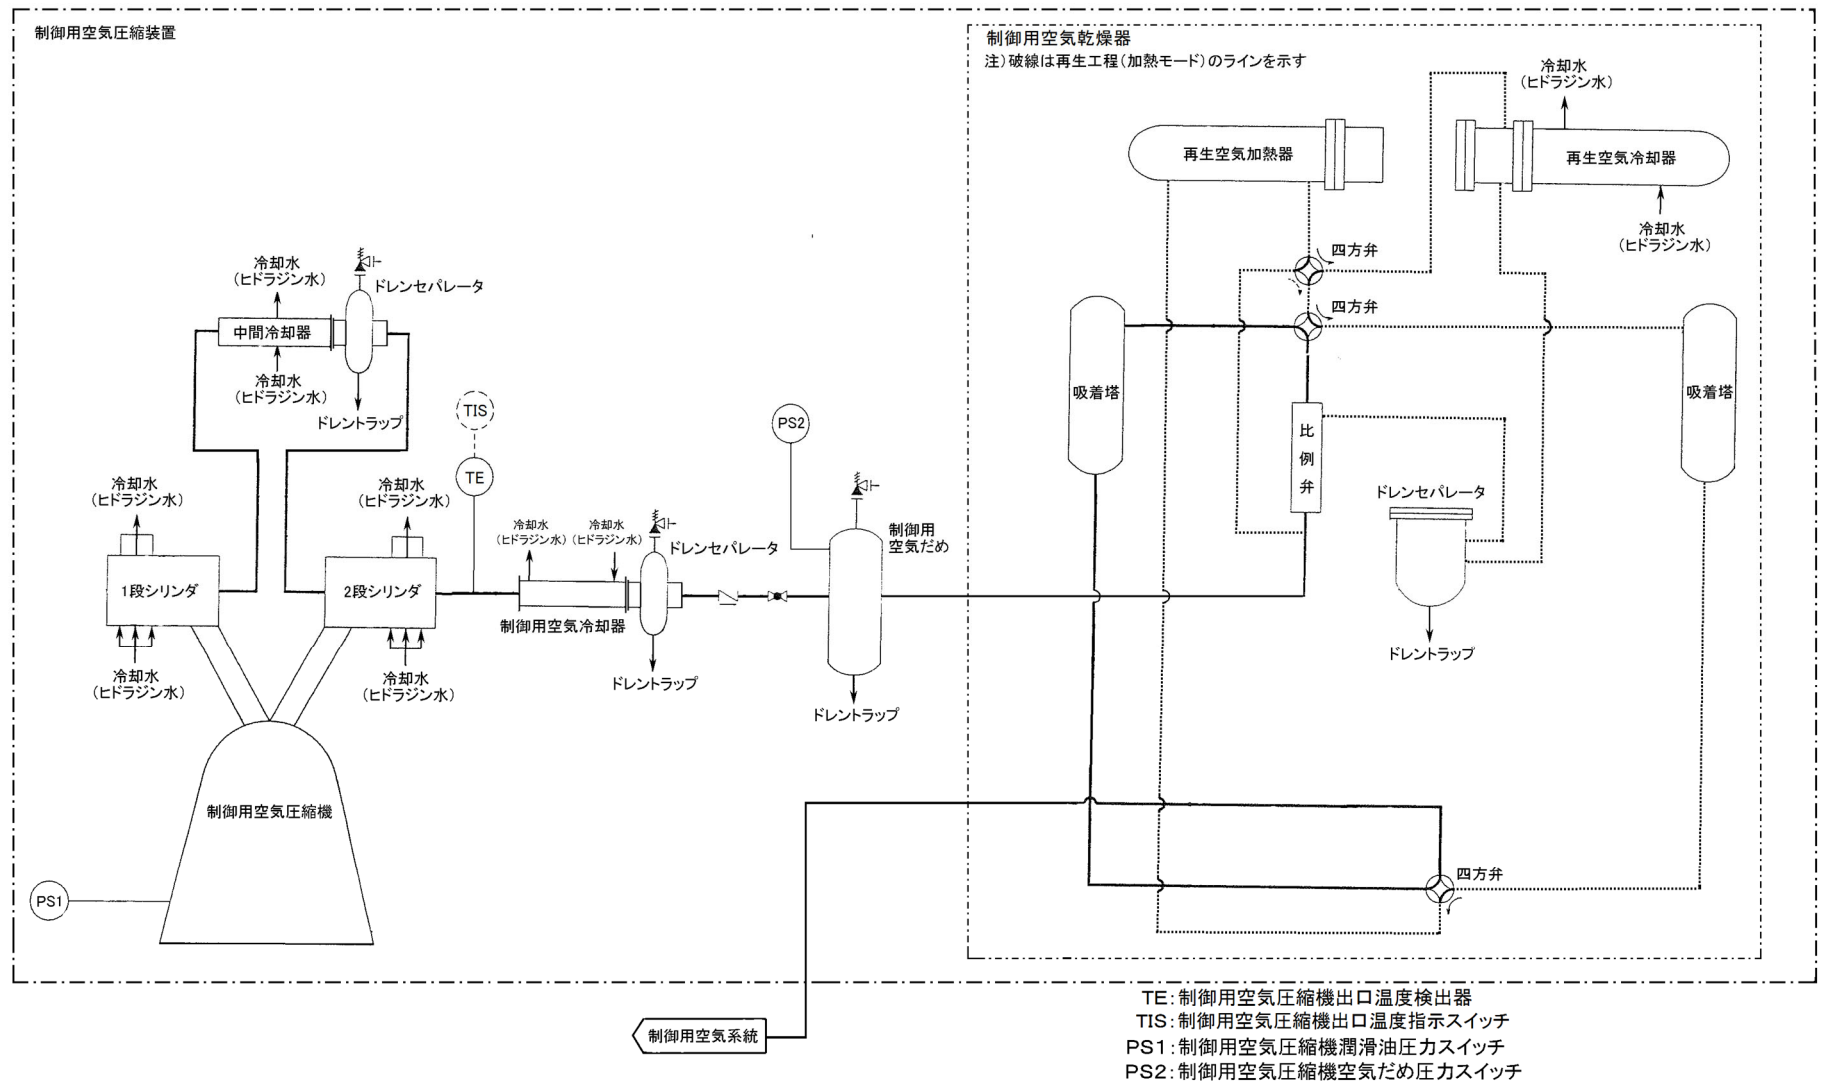 制御用空気圧縮装置
制御用空気乾燥器
注）破線は再生工程（加熱モード）のラインを示す
冷却水
（ヒドラジン水）
再生空気加熱器
再生空気冷却器
冷却水
（ヒドラジン水）
四方弁
四方弁
冷却水
（ヒドラジン水）
ドレンセパレータ
中間冷却器
冷却水
（ヒドラジン水）
ドレントラップ
吸着塔
吸着塔
TIS
PS2
比例弁
TE
冷却水
（ヒドラジン水）
冷却水
（ヒドラジン水）
ドレンセパレータ
冷却水
（ヒドラジン水）
冷却水
（ヒドラジン水）
ドレンセパレータ
制御用
空気だめ
1段シリンダ
2段シリンダ
制御用空気冷却器
ドレントラップ
冷却水
（ヒドラジン水）
冷却水
（ヒドラジン水）
ドレントラップ
ドレントラップ
制御用空気圧縮機
四方弁
PS1
制御用空気系統
TE：制御用空気圧縮機出口温度検出器
TIS：制御用空気圧縮機出口温度指示スイッチ
PS1：制御用空気圧縮機潤滑油圧力スイッチ
PS2：制御用空気圧縮機空気だめ圧力スイッチ